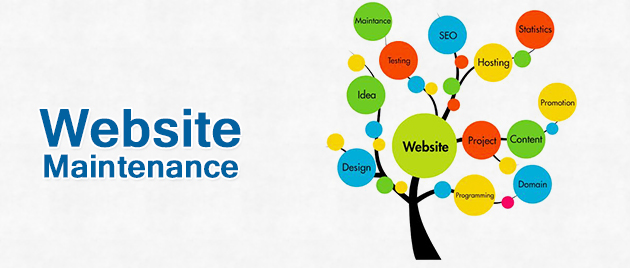 Website
Maintenance
Maintance
SEO
Statistics
Testing
Hosting
Idea
Promotion
Website
Project
Content
Design
Programming
Domain